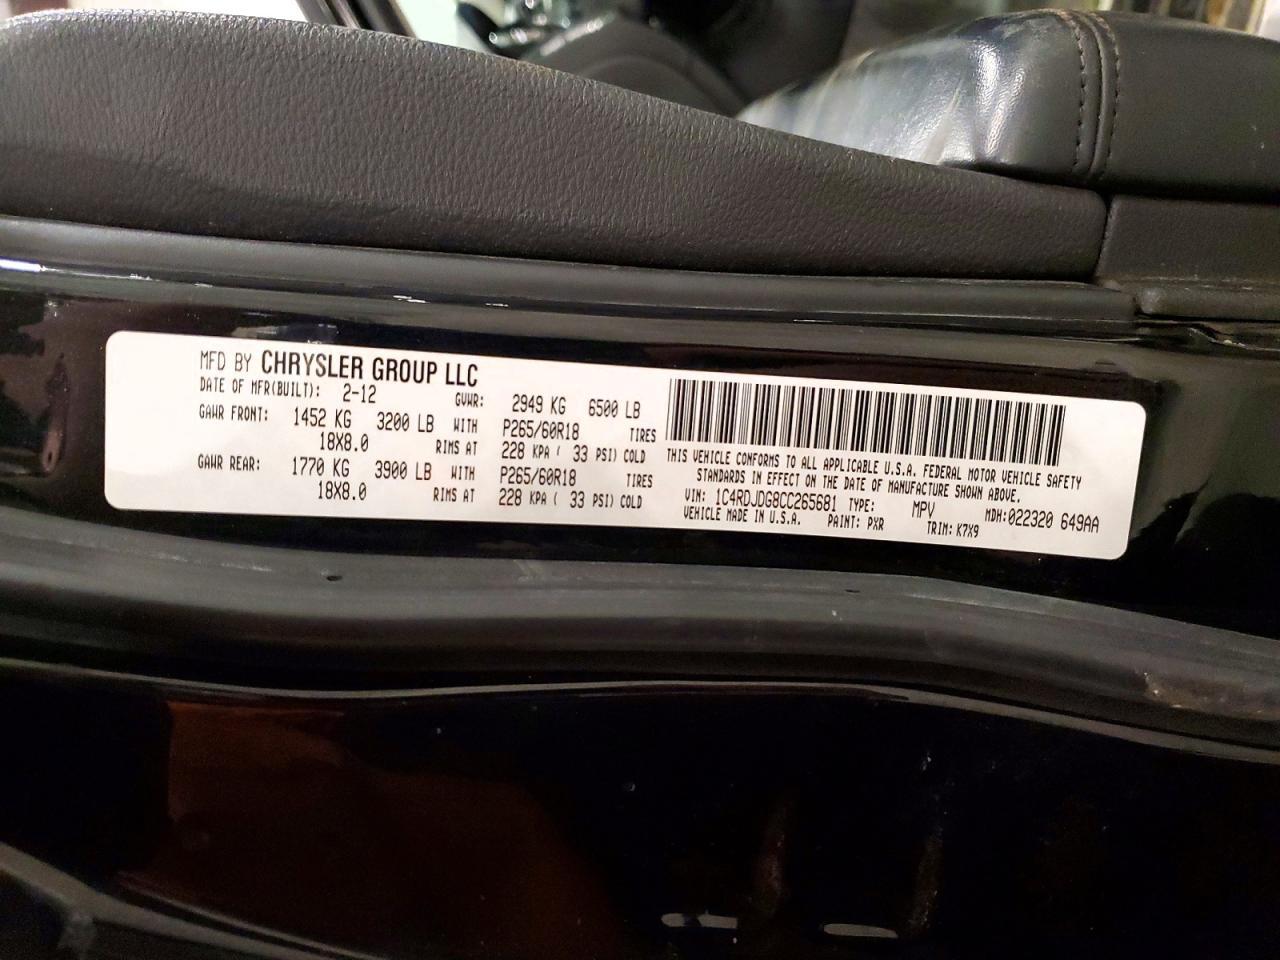 MFD BY CHRYSLER GROUP LLC
DATE OF MFR(BUILT): 2-12 GVWR: 2949 KG 6500 LB
GAWR FRONT: 1452 KG 3200 LB WITH P265/60R18 TIRES
18X8.0 RIMS AT 228 KPA ( 33 PSI) COLD
GAWR REAR: 1770 KG 3900 LB WITH P265/60R18 TIRES
18X8.0 RIMS AT 228 KPA ( 33 PSI) COLD
THIS VEHICLE CONFORMS TO ALL APPLICABLE U.S.A. FEDERAL MOTOR VEHICLE SAFETY
STANDARDS IN EFFECT ON THE DATE OF MANUFACTURE SHOWN ABOVE.
VIN: 1C4RDJDG8CC265681 TYPE: MPV MDH:022320 649AA
VEHICLE MADE IN U.S.A. PAINT: PXR TRIM: K7X9